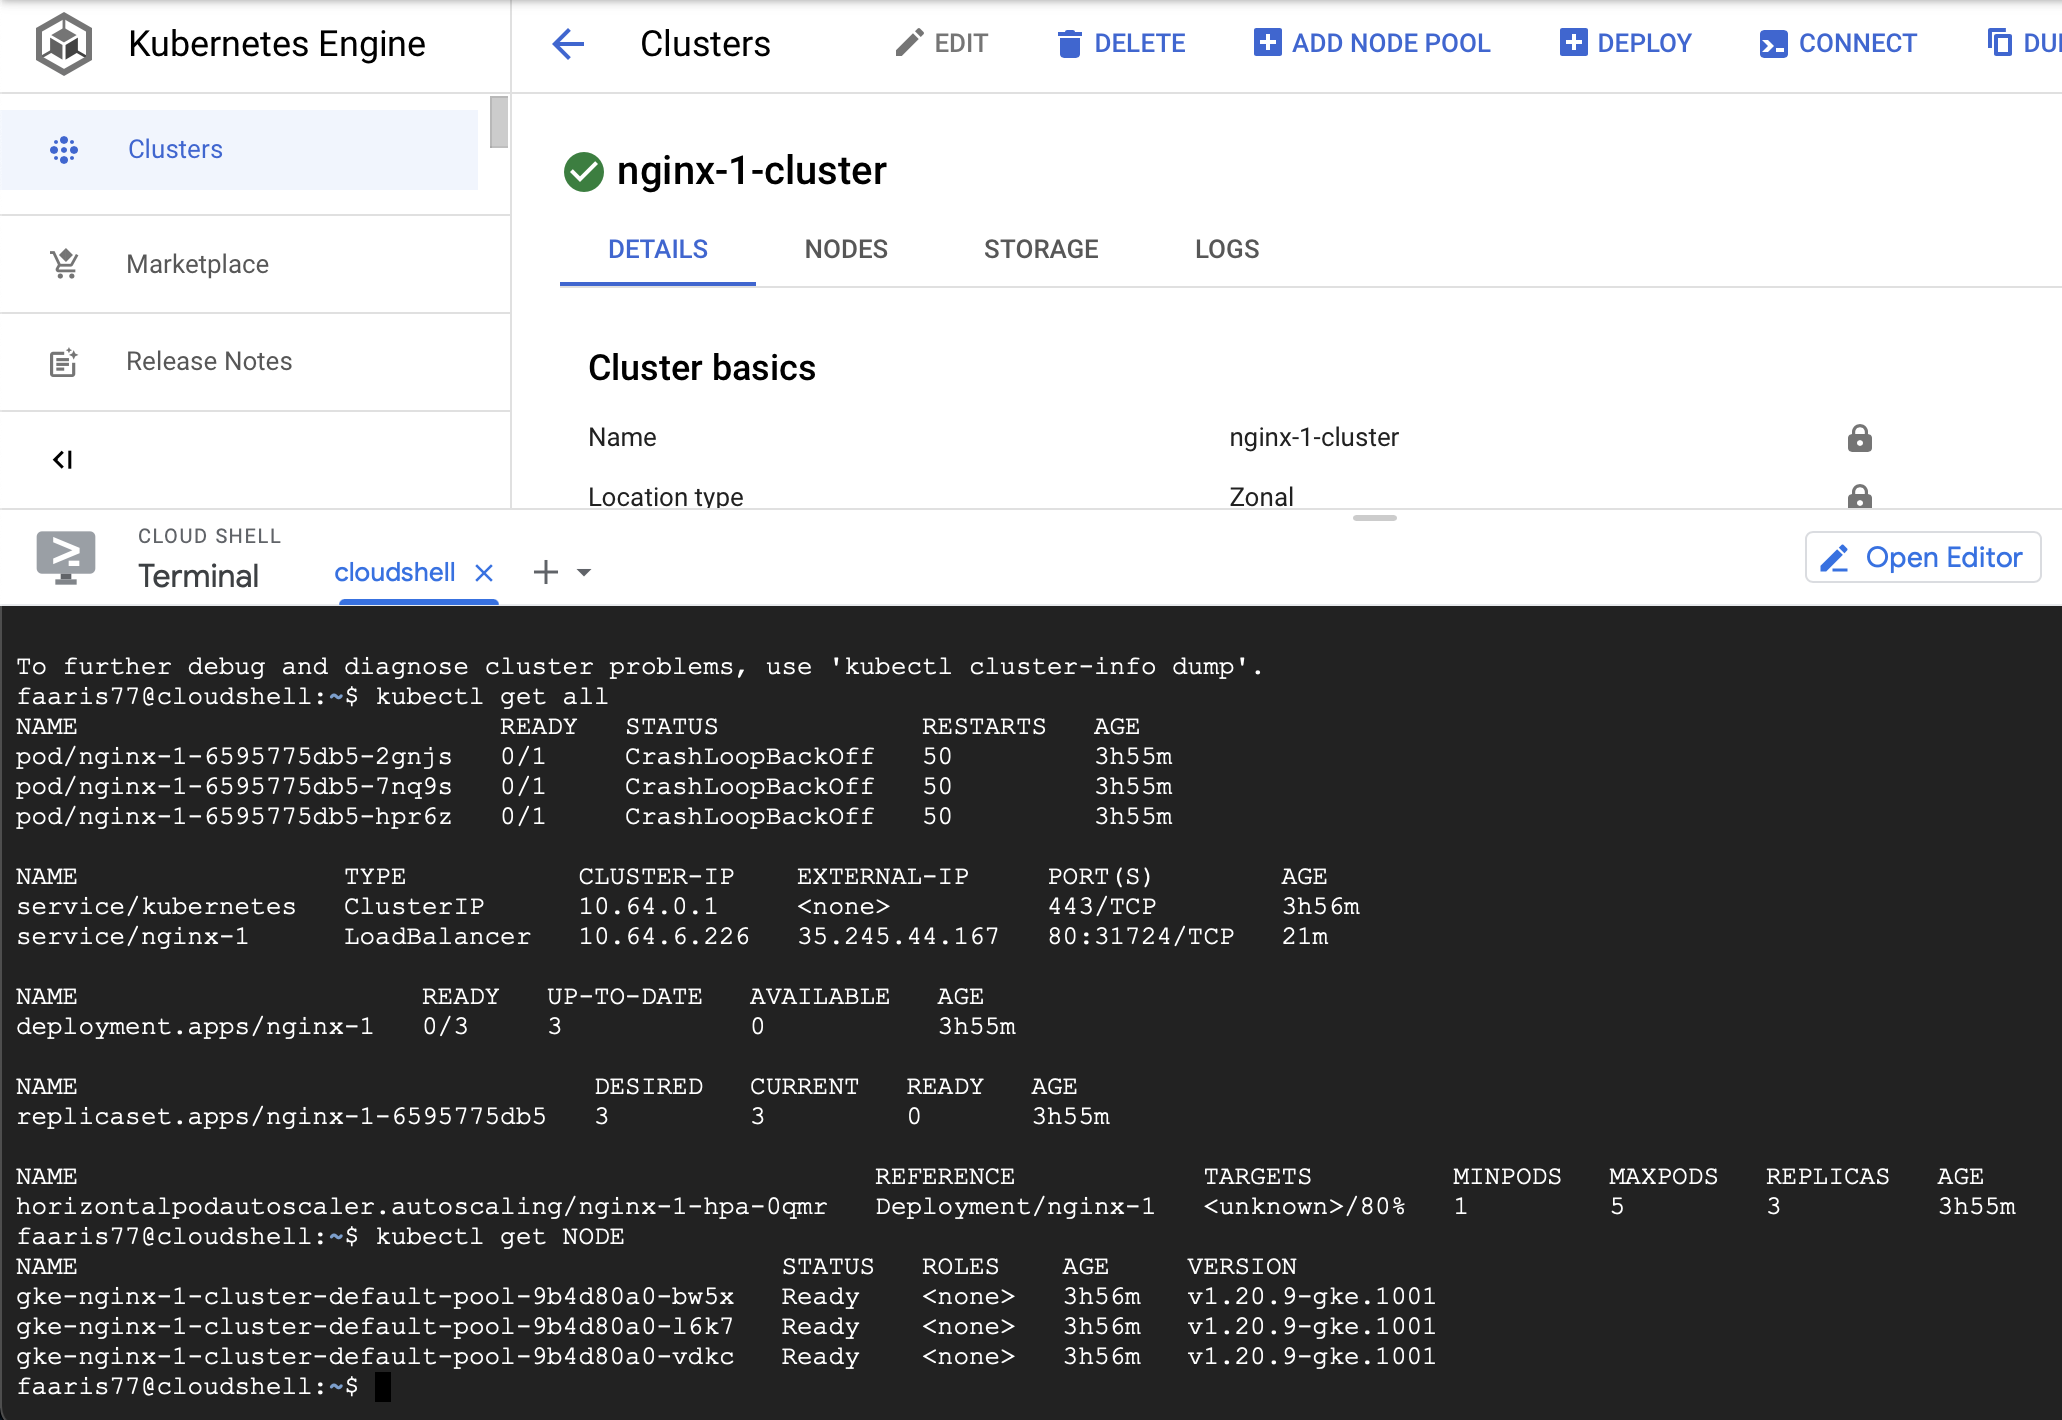 Kubernetes Engine
Clusters
EDIT
DELETE
ADD NODE POOL
DEPLOY
CONNECT
Clusters
Marketplace
Release Notes
nginx-1-cluster
DETAILS NODES STORAGE LOGS
Cluster basics
Name nginx-1-cluster
Location type Zonal
CLOUD SHELL
Terminal
cloudshell
Open Editor
To further debug and diagnose cluster problems, use 'kubectl cluster-info dump'.
faaris77@cloudshell:~$ kubectl get all
NAME READY STATUS RESTARTS AGE
pod/nginx-1-6595775db5-2gnjs 0/1 CrashLoopBackOff 50 3h55m
pod/nginx-1-6595775db5-7nq9s 0/1 CrashLoopBackOff 50 3h55m
pod/nginx-1-6595775db5-hpr6z 0/1 CrashLoopBackOff 50 3h55m
NAME TYPE CLUSTER-IP EXTERNAL-IP PORT(S) AGE
service/kubernetes ClusterIP 10.64.0.1 <none> 443/TCP 3h56m
service/nginx-1 LoadBalancer 10.64.6.226 35.245.44.167 80:31724/TCP 21m
NAME READY UP-TO-DATE AVAILABLE AGE
deployment.apps/nginx-1 0/3 3 0 3h55m
NAME DESIRED CURRENT READY AGE
replicaset.apps/nginx-1-6595775db5 3 3 0 3h55m
NAME REFERENCE TARGETS MINPODS MAXPODS REPLICAS AGE
horizontalpodautoscaler.autoscaling/nginx-1-hpa-0qmr Deployment/nginx-1 <unknown>/80% 1 5 3 3h55m
faaris77@cloudshell:~$ kubectl get NODE
NAME STATUS ROLES AGE VERSION
gke-nginx-1-cluster-default-pool-9b4d80a0-bw5x Ready <none> 3h56m v1.20.9-gke.1001
gke-nginx-1-cluster-default-pool-9b4d80a0-l6k7 Ready <none> 3h56m v1.20.9-gke.1001
gke-nginx-1-cluster-default-pool-9b4d80a0-vdkc Ready <none> 3h56m v1.20.9-gke.1001
faaris77@cloudshell:~$